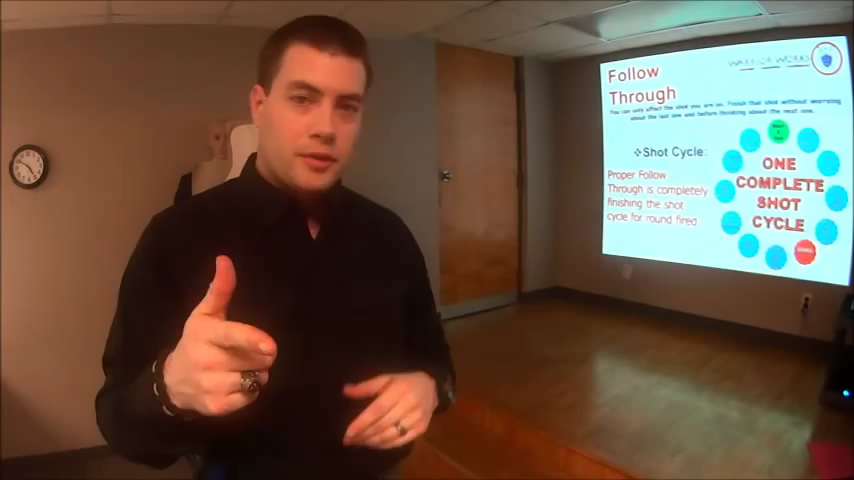 WARRIOR WORKS
Follow
Through
You can only affect the shot you are on. Finish that shot without worrying
about the last one and before thinking about the next one.
❖Shot Cycle:
Proper Follow
Through is completely
finishing the shot
cycle for round fired.
ONE
COMPLETE
SHOT
CYCLE